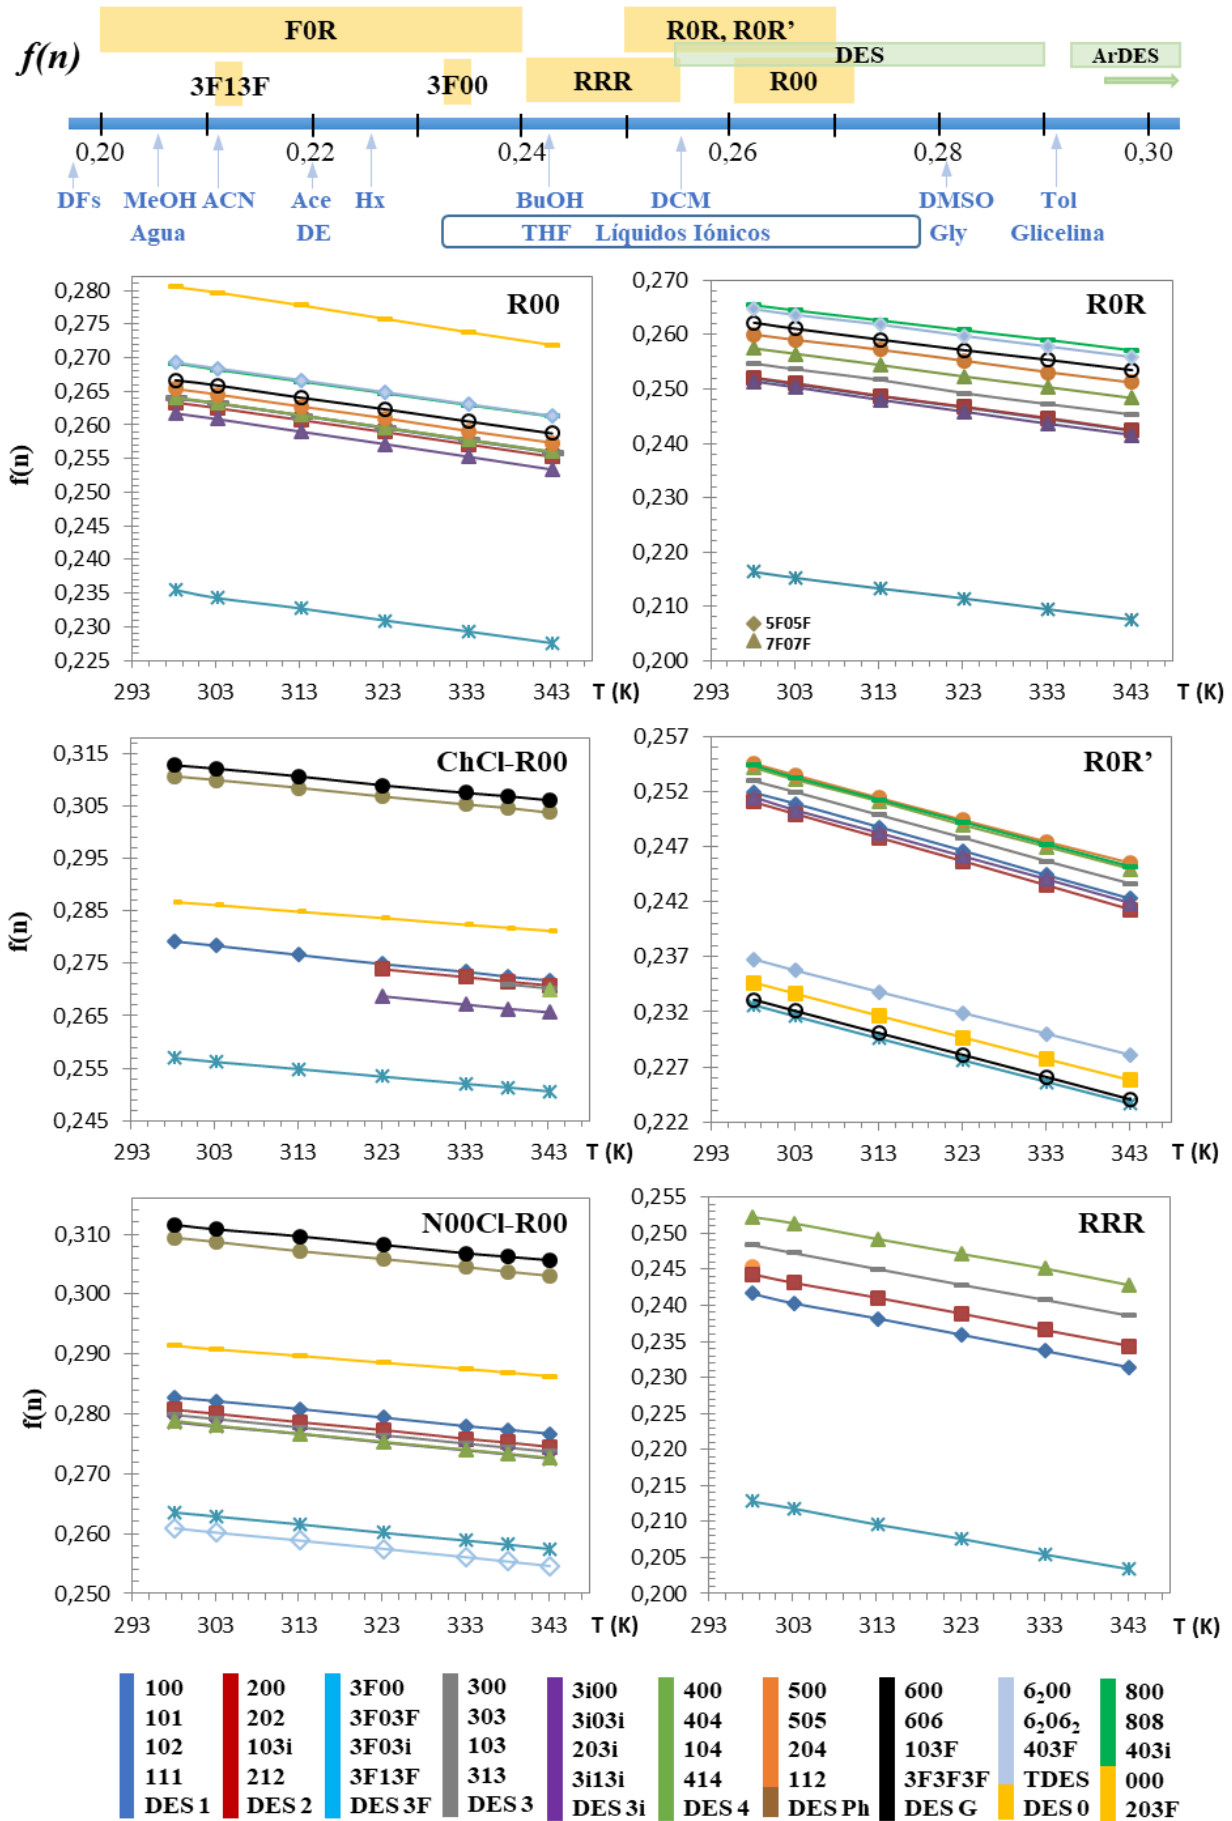 F0R
R0R, R0R’
f(n)
DES
ArDES
3F13F
3F00
RRR
R00
0,20
0,22
0,24
0,26
0,28
0,30
DFs
MeOH
ACN
Ace
Hx
BuOH
DCM
DMSO
Tol
Agua
DE
THF
Líquidos Iónicos
Gly
Glicelina
R00
0,280
0,275
0,270
0,265
0,260
0,255
0,250
0,245
0,240
0,235
0,230
0,225
f(n)
293 303 313 323 333 343 T (K)
R0R
0,270
0,260
0,250
0,240
0,230
0,220
0,210
0,200
5F05F
7F07F
293 303 313 323 333 343 T (K)
ChCl-R00
0,315
0,305
0,295
0,285
0,275
0,265
0,255
0,245
f(n)
293 303 313 323 333 343 T (K)
R0R’
0,257
0,252
0,247
0,242
0,237
0,232
0,227
0,222
293 303 313 323 333 343 T (K)
N00Cl-R00
0,310
0,300
0,290
0,280
0,270
0,260
0,250
f(n)
293 303 313 323 333 343 T (K)
RRR
0,255
0,250
0,245
0,240
0,235
0,230
0,225
0,220
0,215
0,210
0,205
0,200
293 303 313 323 333 343 T (K)
100 200 3F00 300 3i00 400 500 600 6₂00 800
101 202 3F03F 303 3i03i 404 505 606 6₂06₂ 808
102 103i 3F03i 103 203i 104 204 103F 403F 403i
111 212 3F13F 313 3i13i 414 112 3F3F3F TDES 000
DES 1 DES 2 DES 3F DES 3 DES 3i DES 4 DES Ph DES G DES 0 203F